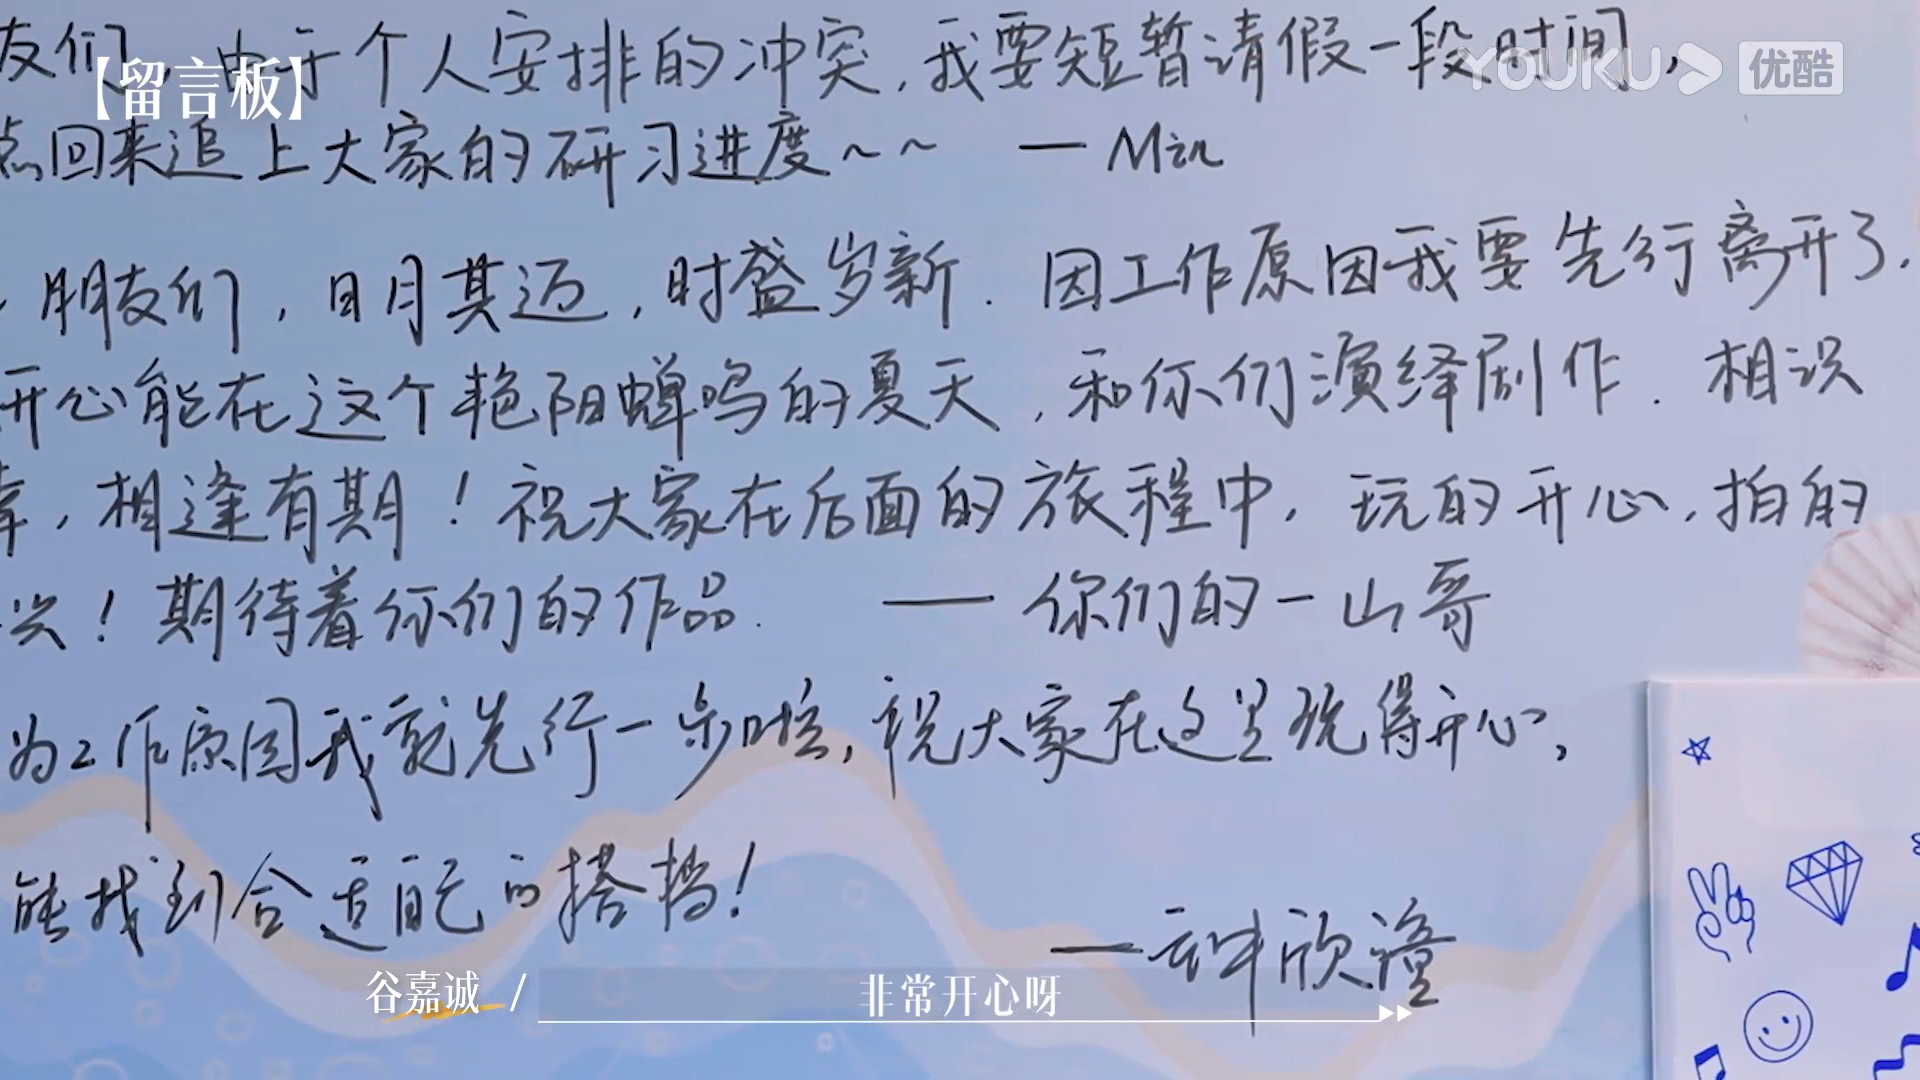 友们，由于个人安排的冲突，我要短暂请假一段时间，
【留言板】
YOUKU 优酷
点回来追上大家的研习进度~~ —Min
朋友们，日月其迈，时盛岁新．因工作原因我要先行离开了．
开心能在这个艳阳蝉鸣的夏天，和你们演绎剧作．相识
幸，相逢有期！祝大家在后面的旅程中，玩的开心，拍的
兴！期待着你们的作品． ——你们的一山哥
为工作原因我就先行一步啦，祝大家在这里玩得开心，
能找到合适自己的搭档！
—许欣潼
谷嘉诚 / 非常开心呀